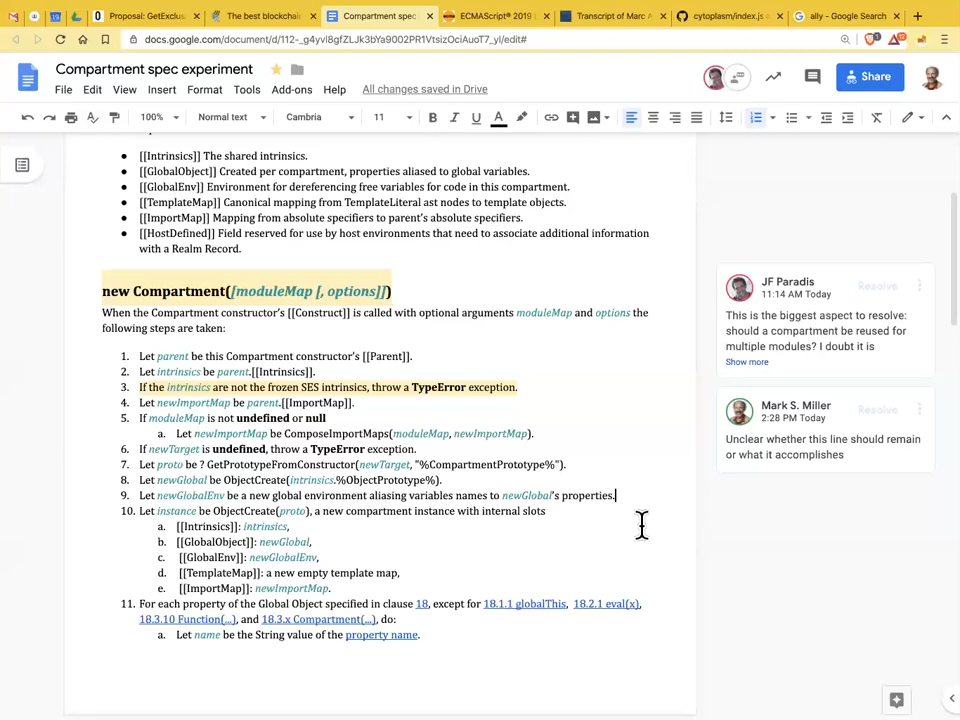 Proposal: GetExclus
The best blockchain
Compartment spec
ECMAScript® 2019
Transcript of Marc A
cytoplasm/index.js
ally - Google Search
docs.google.com/document/d/112-_g4yvl8gfZLJk3bYa9002PR1VtsizOciAuoT7_yl/edit#
Compartment spec experiment
File Edit View Insert Format Tools Add-ons Help All changes saved in Drive
Share
100% Normal text Cambria 11 B I U A
[[Intrinsics]] The shared intrinsics.
[[GlobalObject]] Created per compartment, properties aliased to global variables.
[[GlobalEnv]] Environment for dereferencing free variables for code in this compartment.
[[TemplateMap]] Canonical mapping from TemplateLiteral ast nodes to template objects.
[[ImportMap]] Mapping from absolute specifiers to parent's absolute specifiers.
[[HostDefined]] Field reserved for use by host environments that need to associate additional information
with a Realm Record.
new Compartment([moduleMap [, options]])
When the Compartment constructor's [[Construct]] is called with optional arguments moduleMap and options the
following steps are taken:
1. Let parent be this Compartment constructor's [[Parent]].
2. Let intrinsics be parent.[[Intrinsics]].
3. If the intrinsics are not the frozen SES intrinsics, throw a TypeError exception.
4. Let newImportMap be parent.[[ImportMap]].
5. If moduleMap is not undefined or null
a. Let newImportMap be ComposeImportMaps(moduleMap, newImportMap).
6. If newTarget is undefined, throw a TypeError exception.
7. Let proto be ? GetPrototypeFromConstructor(newTarget, "%CompartmentPrototype%").
8. Let newGlobal be ObjectCreate(intrinsics.%ObjectPrototype%).
9. Let newGlobalEnv be a new global environment aliasing variables names to newGlobal's properties.
10. Let instance be ObjectCreate(proto), a new compartment instance with internal slots
a. [[Intrinsics]]: intrinsics,
b. [[GlobalObject]]: newGlobal,
c. [[GlobalEnv]]: newGlobalEnv,
d. [[TemplateMap]]: a new empty template map,
e. [[ImportMap]]: newImportMap.
11. For each property of the Global Object specified in clause 18, except for 18.1.1 globalThis, 18.2.1 eval(x),
18.3.10 Function(...), and 18.3.x Compartment(...), do:
a. Let name be the String value of the property name.
JF Paradis
11:14 AM Today
Resolve
This is the biggest aspect to resolve:
should a compartment be reused for
multiple modules? I doubt it is
Show more
Mark S. Miller
2:28 PM Today
Resolve
Unclear whether this line should remain
or what it accomplishes